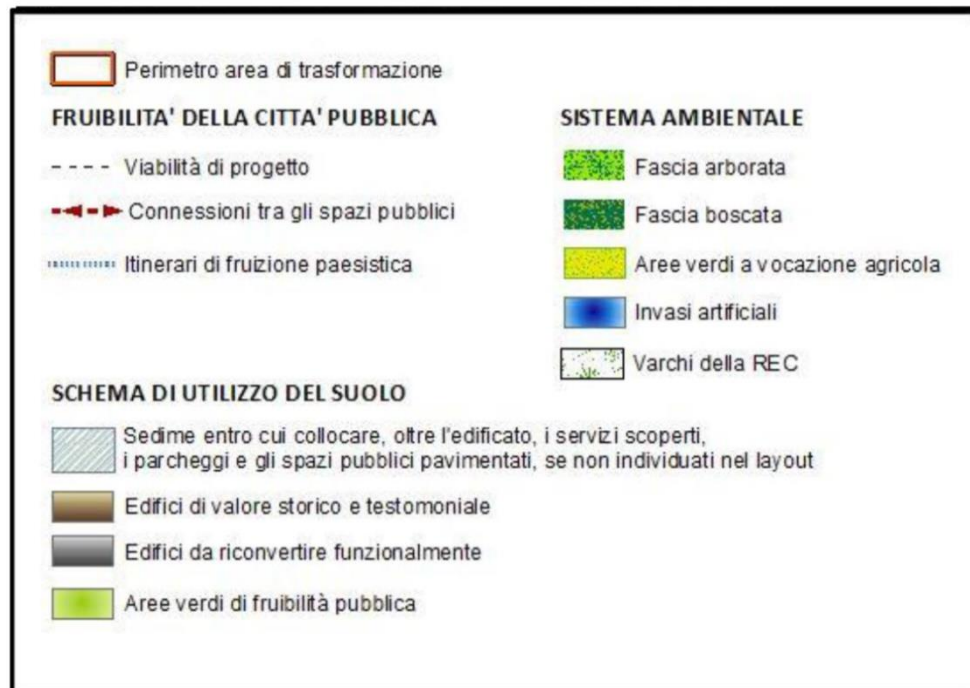 Perimetro area di trasformazione
FRUIBILITA' DELLA CITTA' PUBBLICA
Viabilità di progetto
Connessioni tra gli spazi pubblici
Itinerari di fruizione paesistica
SISTEMA AMBIENTALE
Fascia arborata
Fascia boscata
Aree verdi a vocazione agricola
Invasi artificiali
Varchi della REC
SCHEMA DI UTILIZZO DEL SUOLO
Sedime entro cui collocare, oltre l'edificato, i servizi scoperti,
i parcheggi e gli spazi pubblici pavimentati, se non individuati nel layout
Edifici di valore storico e testimoniale
Edifici da riconvertire funzionalmente
Aree verdi di fruibilità pubblica